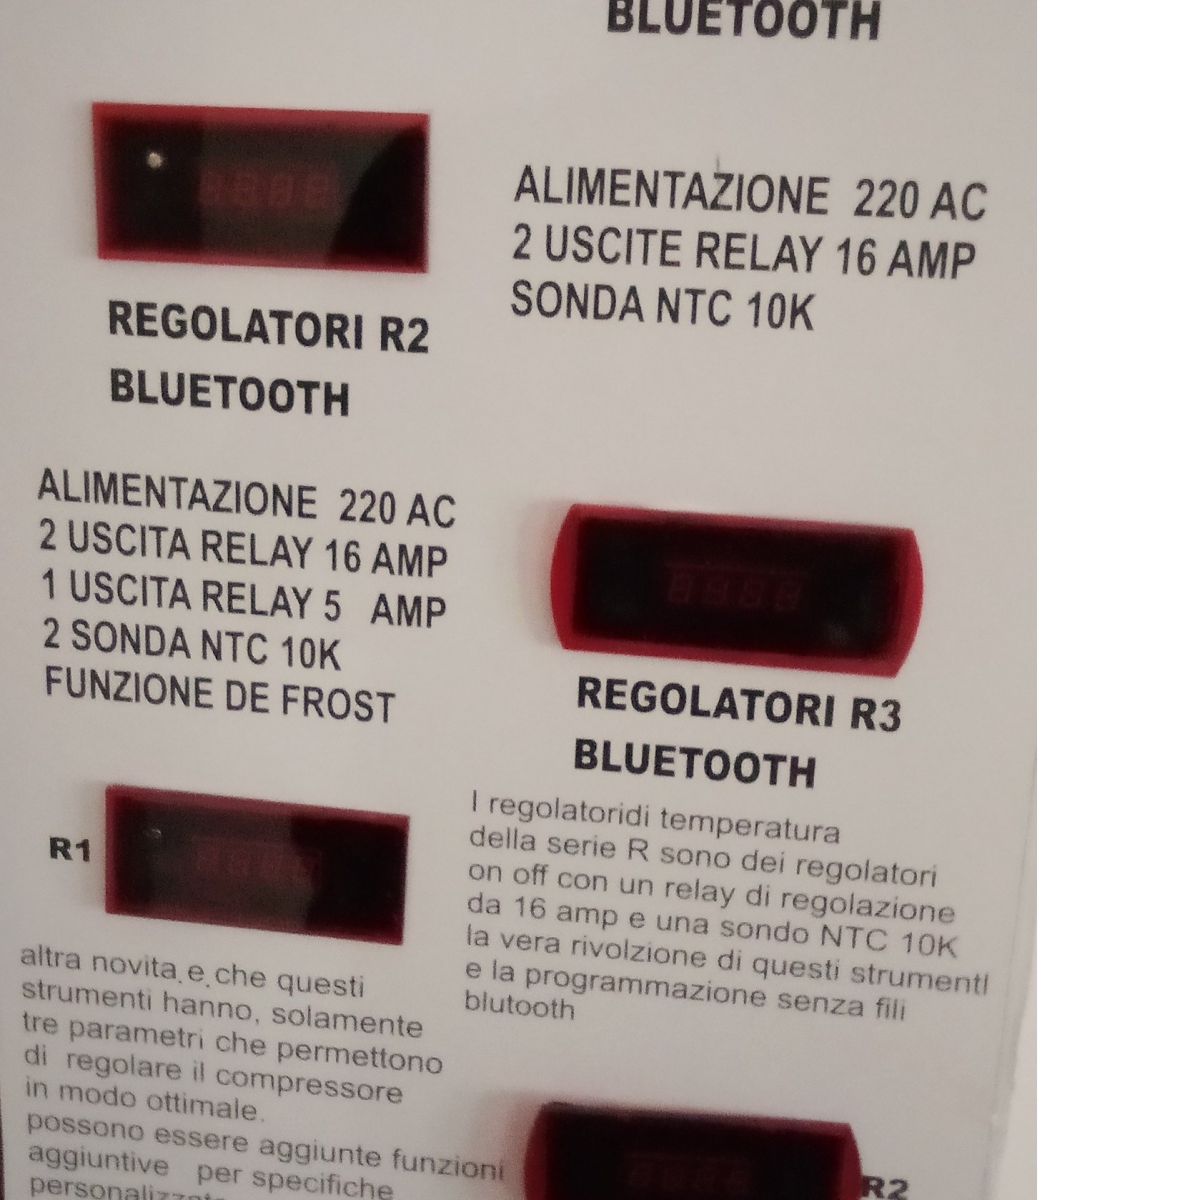 BLUETOOTH
ALIMENTAZIONE 220 AC
2 USCITE RELAY 16 AMP
SONDA NTC 10K
REGOLATORI R2
BLUETOOTH
ALIMENTAZIONE 220 AC
2 USCITA RELAY 16 AMP
1 USCITA RELAY 5 AMP
2 SONDA NTC 10K
FUNZIONE DE FROST
REGOLATORI R3
BLUETOOTH
I regolatoridi temperatura
della serie R sono dei regolatori
on off con un relay di regolazione
da 16 amp e una sondo NTC 10K
la vera rivolzione di questi strumentI
e la programmazione senza fili
blutooth
R1
altra novita.e.che questi
strumenti hanno, solamente
tre parametri che permettono
di regolare il compressore
in modo ottimale.
possono essere aggiunte funzioni
aggiuntive per specifiche
R2